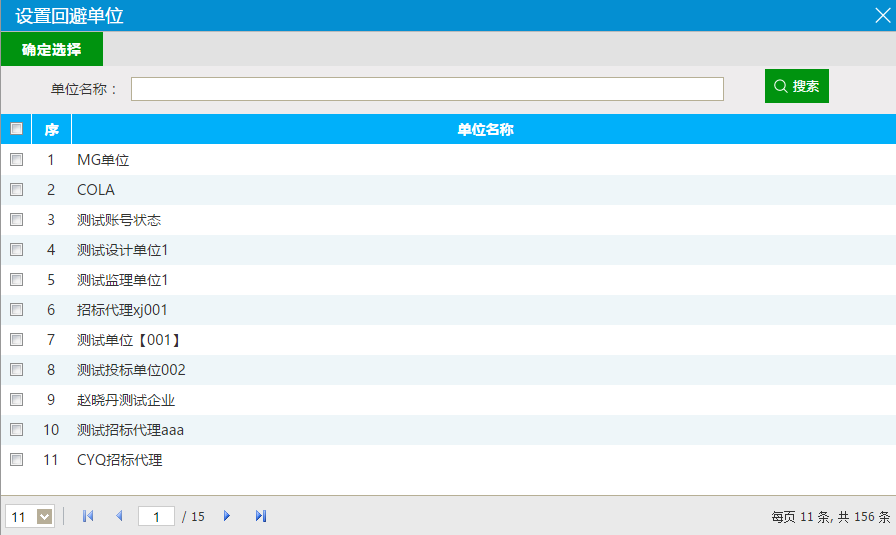 设置回避单位
确定选择
单位名称：
搜索
序 单位名称
1 MG单位
2 COLA
3 测试账号状态
4 测试设计单位1
5 测试监理单位1
6 招标代理xj001
7 测试单位【001】
8 测试投标单位002
9 赵晓丹测试企业
10 测试招标代理aaa
11 CYQ招标代理
11 1 / 15 每页 11 条, 共 156 条